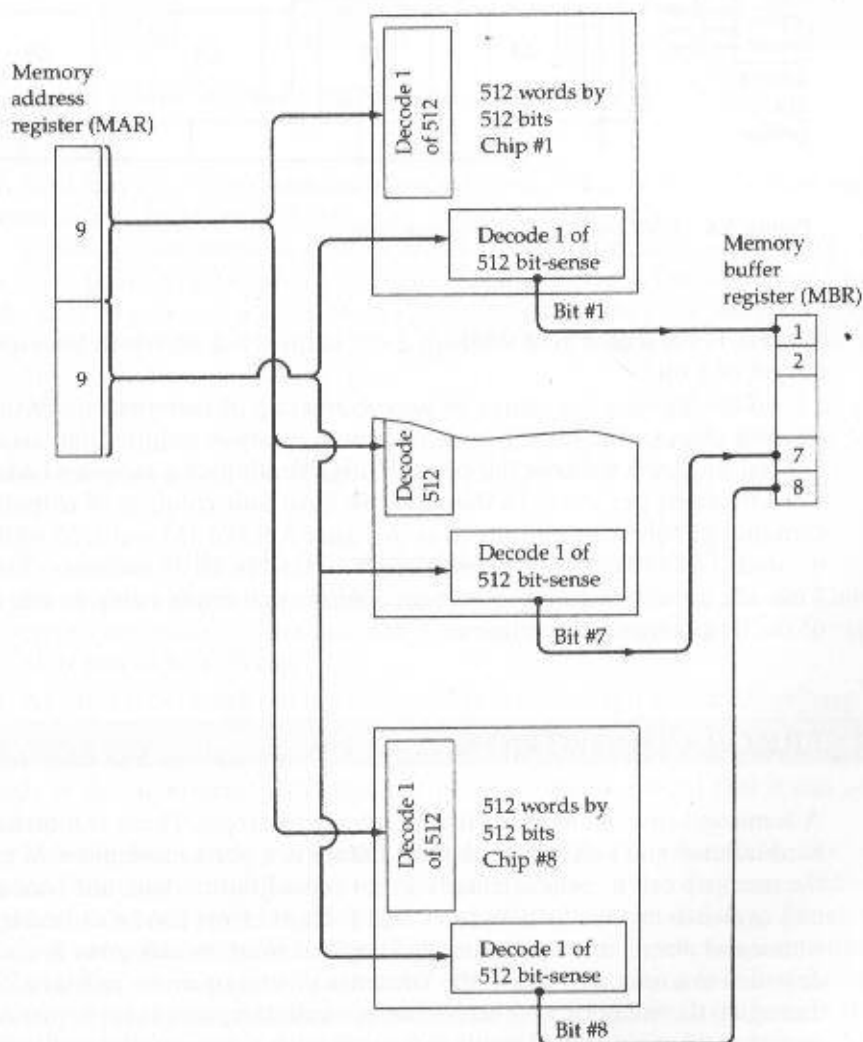 Memory
address
register (MAR)
9
9
Decode 1
of 512
512 words by
512 bits
Chip #1
Decode 1 of
512 bit-sense
Bit #1
Memory
buffer
register (MBR)
1
2
7
8
Decode
512
Decode 1 of
512 bit-sense
Bit #7
Decode 1
of 512
512 words by
512 bits
Chip #8
Decode 1 of
512 bit-sense
Bit #8